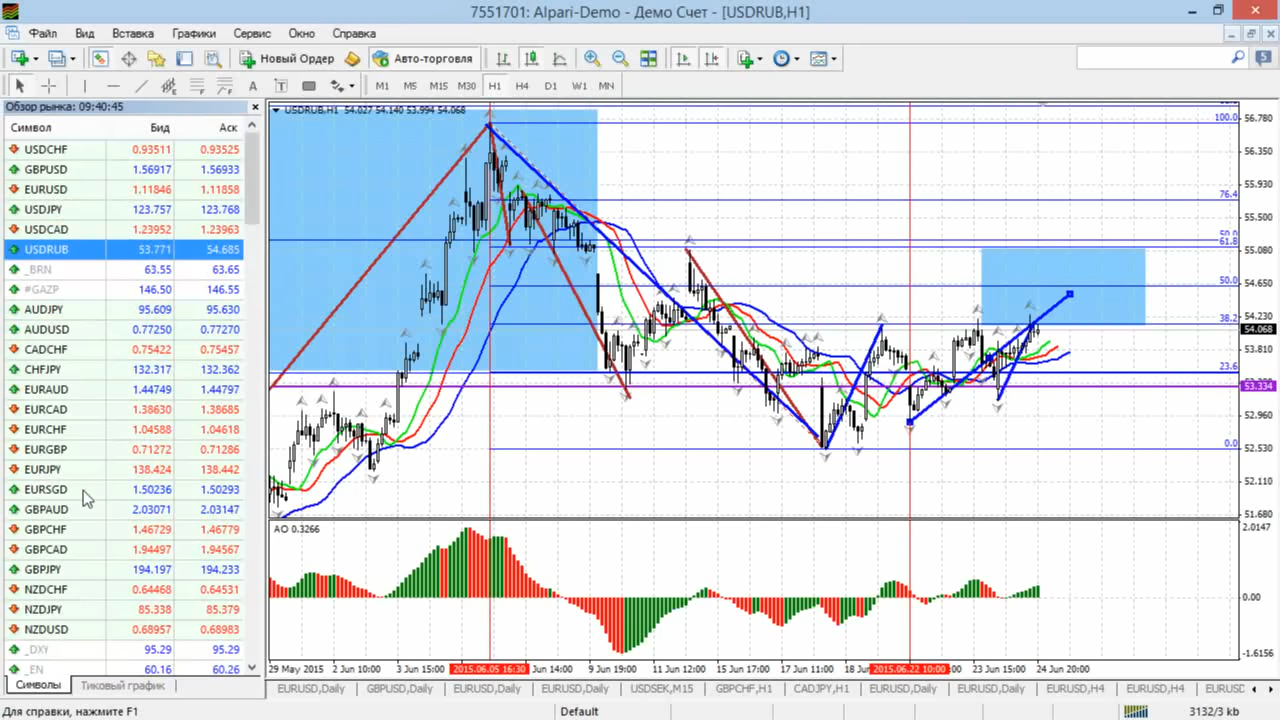 7551701: Alpari-Demo - Демо Счет - [USDRUB,H1]
Файл Вид Вставка Графики Сервис Окно Справка
Новый Ордер Авто-торговля 5
M1 M5 M15 M30 H1 H4 D1 W1 MN
Обзор рынка: 09:40:45
Символ Бид Аск
USDCHF 0.93511 0.93525
GBPUSD 1.56917 1.56933
EURUSD 1.11846 1.11858
USDJPY 123.757 123.768
USDCAD 1.23952 1.23963
USDRUB 53.771 54.685
_BRN 63.55 63.65
#GAZP 146.50 146.55
AUDJPY 95.609 95.630
AUDUSD 0.77250 0.77270
CADCHF 0.75422 0.75457
CHFJPY 132.317 132.362
EURAUD 1.44749 1.44797
EURCAD 1.38630 1.38685
EURCHF 1.04588 1.04618
EURGBP 0.71272 0.71286
EURJPY 138.424 138.442
EURSGD 1.50236 1.50293
GBPAUD 2.03071 2.03147
GBPCHF 1.46729 1.46779
GBPCAD 1.94497 1.94567
GBPJPY 194.197 194.233
NZDCHF 0.64468 0.64531
NZDJPY 85.338 85.379
NZDUSD 0.68957 0.68983
_DXY 95.29 95.29
_EN 60.16 60.26
Символы Тиковый график
USDRUB,H1 54.027 54.140 53.994 54.068
100.0
76.4
50.0
61.8
50.0
38.2
23.6
0.0
56.780
56.350
55.930
55.500
55.080
54.650
54.230
54.068
53.810
53.334
52.960
52.530
52.110
51.680
AO 0.3266
2.0147
0.00
-1.6156
29 May 2015 2 Jun 10:00 3 Jun 15:00 2015.06.05 16:30 Jun 14:00 9 Jun 19:00 11 Jun 12:00 15 Jun 17:00 17 Jun 11:00 18 Jun 2015.06.22 10:00 :00 23 Jun 15:00 24 Jun 20:00
EURUSD,Daily GBPUSD,Daily EURUSD,Daily EURUSD,Daily USDSEK,M15 GBPCHF,H1 CADJPY,H1 EURUSD,Daily EURUSD,Daily EURUSD,H4 EURUSD,H4 EURUSD
Для справки, нажмите F1 Default 3132/3 kb